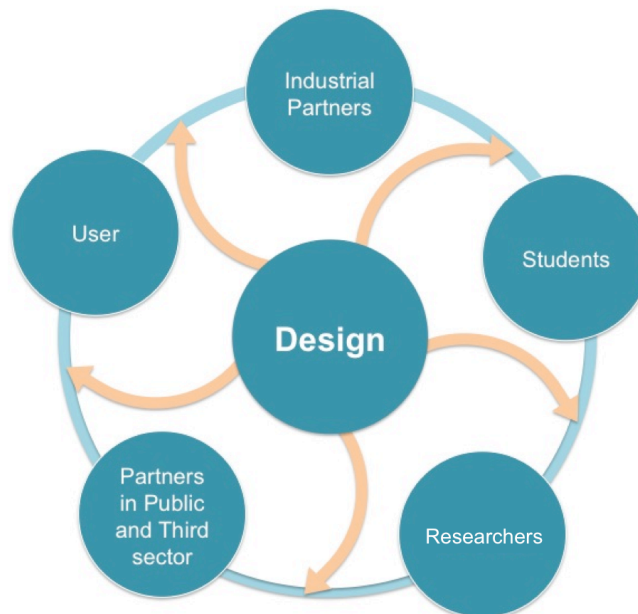 Industrial
Partners
User
Students
Design
Partners
in Public
and Third
sector
Researchers